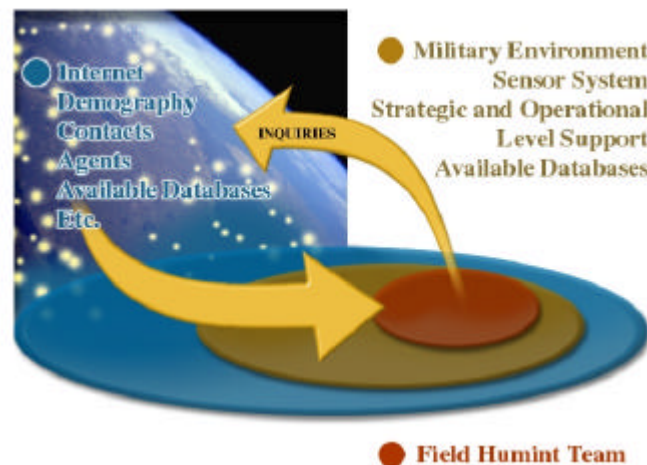 Internet
Demography
Contacts
Agents
Available Databases
Etc.
Military Environment
Sensor System
Strategic and Operational
Level Support
Available Databases
INQUIRIES
Field Humint Team